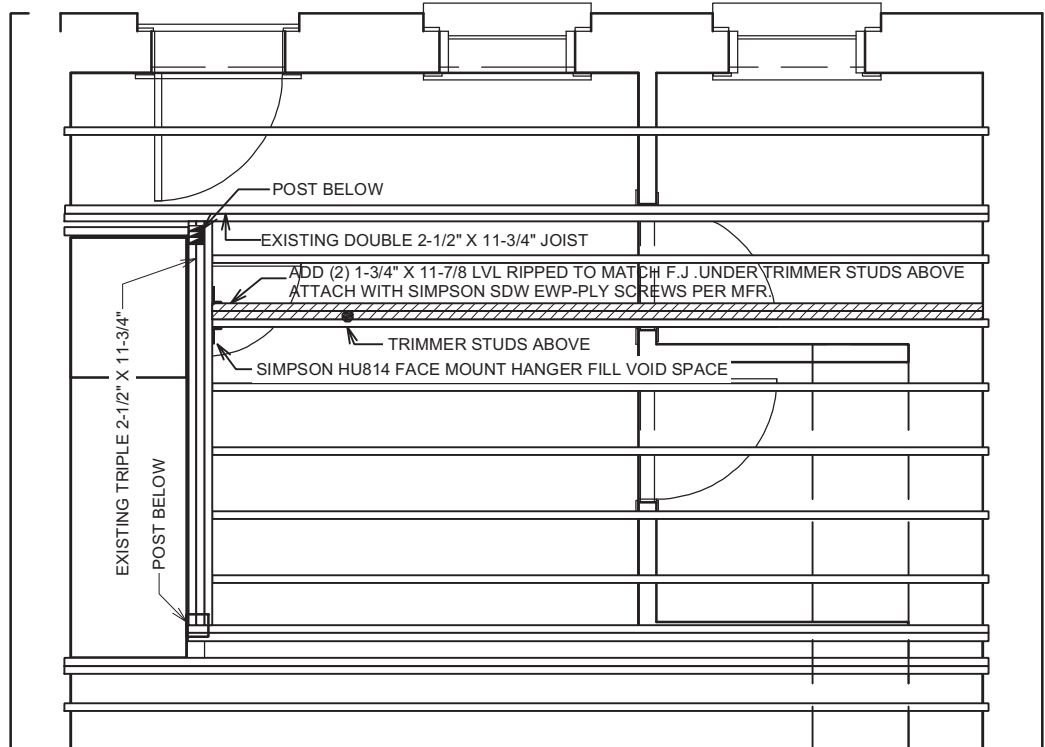 POST BELOW
EXISTING DOUBLE 2-1/2" X 11-3/4" JOIST
ADD (2) 1-3/4" X 11-7/8 LVL RIPPED TO MATCH F.J .UNDER TRIMMER STUDS ABOVE
ATTACH WITH SIMPSON SDW EWP-PLY SCREWS PER MFR.
TRIMMER STUDS ABOVE
SIMPSON HU814 FACE MOUNT HANGER FILL VOID SPACE
EXISTING TRIPLE 2-1/2" X 11-3/4"
POST BELOW